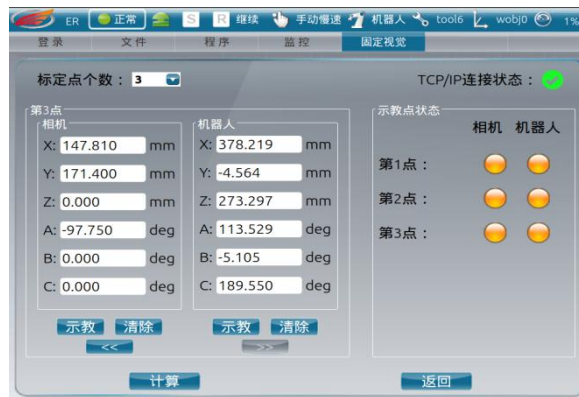 ER 正常 S R 继续 手动慢速 机器人 tool6 wobj0 1%
登录 文件 程序 监控 固定视觉
标定点个数： 3 TCP/IP连接状态：
第3点
相机
X: 147.810 mm
Y: 171.400 mm
Z: 0.000 mm
A: -97.750 deg
B: 0.000 deg
C: 0.000 deg
示教 清除
<<
机器人
X: 378.219 mm
Y: -4.564 mm
Z: 273.297 mm
A: 113.529 deg
B: -5.105 deg
C: 189.550 deg
示教 清除
>>
示教点状态
相机 机器人
第1点：
第2点：
第3点：
计算 返回